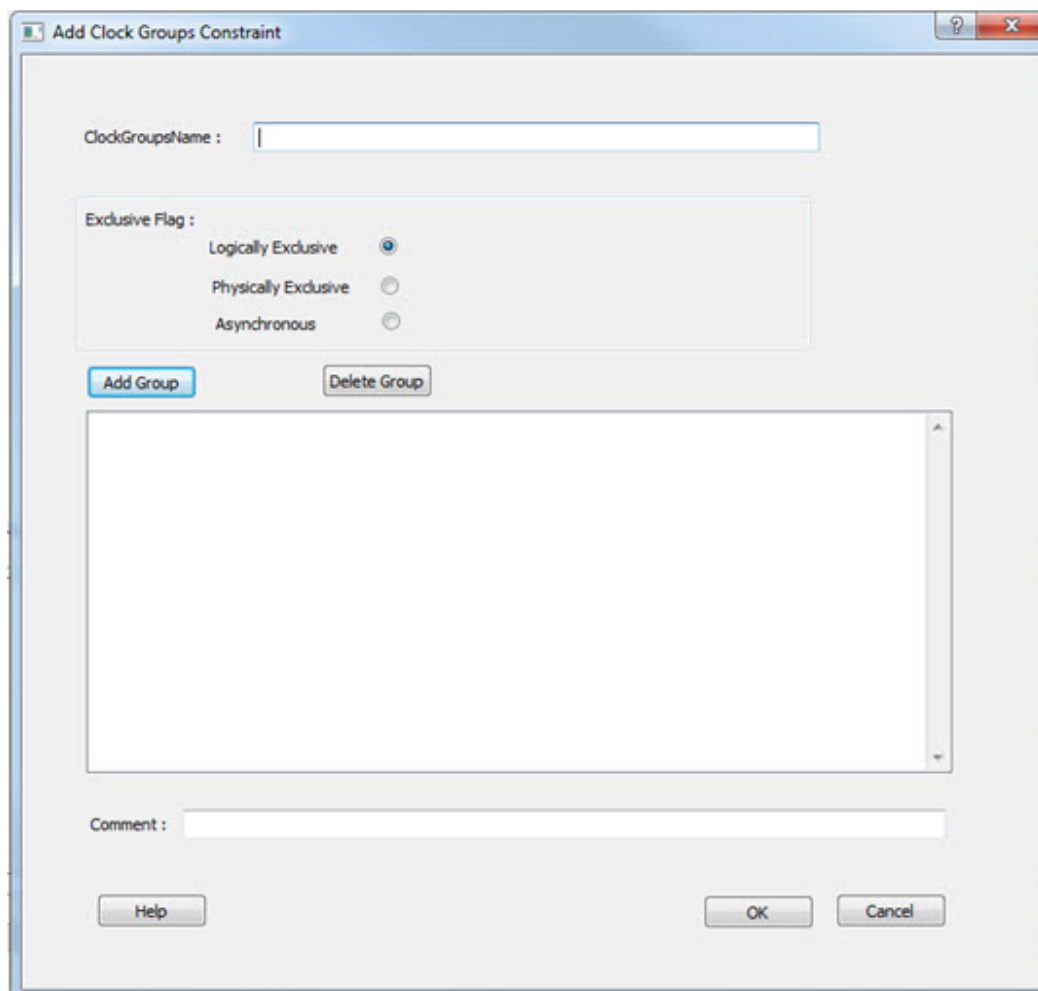 Add Clock Groups Constraint
ClockGroupsName :
Exclusive Flag :
Logically Exclusive
Physically Exclusive
Asynchronous
Add Group Delete Group
Comment :
Help OK Cancel